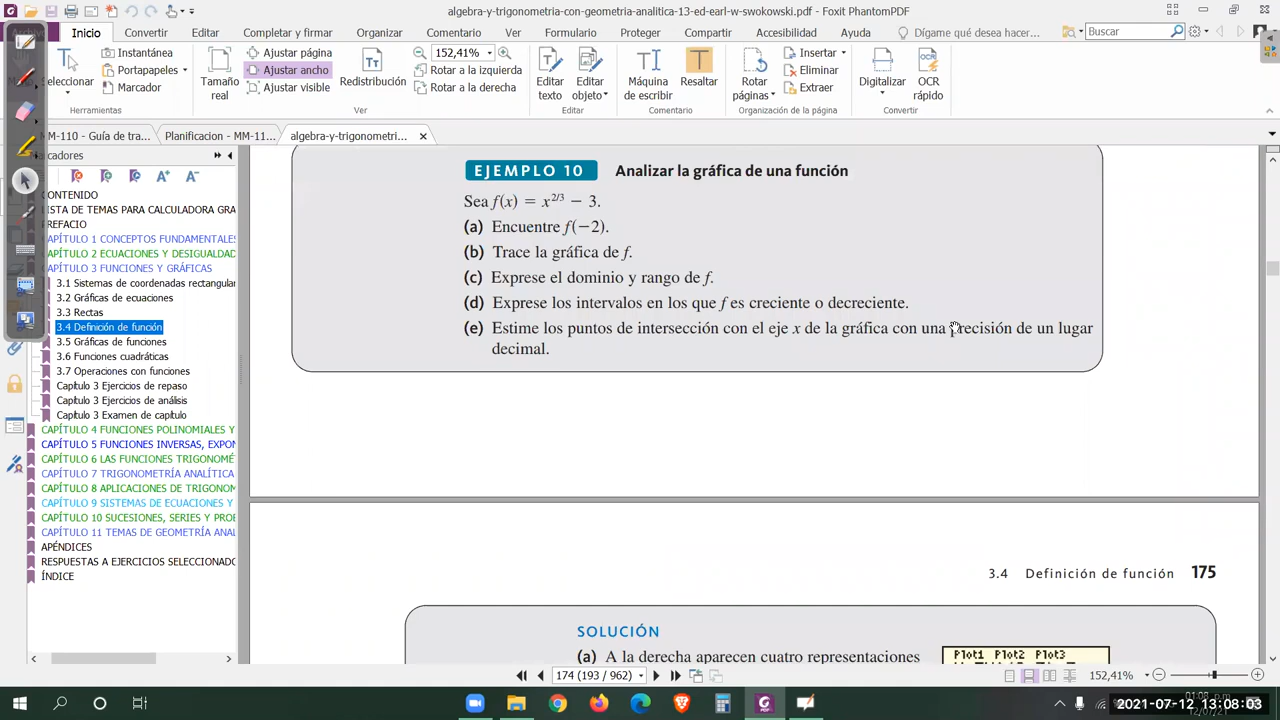 algebra-y-trigonometria-con-geometria-analitica-13-ed-earl-w-swokowski.pdf - Foxit PhantomPDF
Archivo Inicio Convertir Completar y firmar Organizar Comentario Ver Formulario Proteger Compartir Accesibilidad Ayuda Dígame qué desea hacer... Buscar
Seleccionar
Instantánea
Portapapeles
Marcador
Herramientas
Tamaño real
Ajustar página
Ajustar ancho
Ajustar visible
Redistribución
152,41%
Rotar a la izquierda
Rotar a la derecha
Ver
Editar texto
Editar objeto
Editar
Máquina de escribir
Resaltar
Comentario
Rotar páginas
Insertar
Eliminar
Extraer
Organización de la página
Digitalizar
OCR rápido
Convertir
MM-110 - Guía de tra...
Planificacion - MM-11...
algebra-y-trigonometri...
cadores
CONTENIDO
LISTA DE TEMAS PARA CALCULADORA GRA
PREFACIO
CAPÍTULO 1 CONCEPTOS FUNDAMENTALES
CAPÍTULO 2 ECUACIONES Y DESIGUALDAD
CAPÍTULO 3 FUNCIONES Y GRÁFICAS
3.1 Sistemas de coordenadas rectangular
3.2 Gráficas de ecuaciones
3.3 Rectas
3.4 Definición de función
3.5 Gráficas de funciones
3.6 Funciones cuadráticas
3.7 Operaciones con funciones
Capítulo 3 Ejercicios de repaso
Capítulo 3 Ejercicios de análisis
Capítulo 3 Examen de capítulo
CAPÍTULO 4 FUNCIONES POLINOMIALES Y
CAPÍTULO 5 FUNCIONES INVERSAS, EXPON
CAPÍTULO 6 LAS FUNCIONES TRIGONOMÉ
CAPÍTULO 7 TRIGONOMETRÍA ANALÍTICA
CAPÍTULO 8 APLICACIONES DE TRIGONOM
CAPÍTULO 9 SISTEMAS DE ECUACIONES Y
CAPÍTULO 10 SUCESIONES, SERIES Y PROB
CAPÍTULO 11 TEMAS DE GEOMETRÍA ANAL
APÉNDICES
RESPUESTAS A EJERCICIOS SELECCIONADO
ÍNDICE
EJEMPLO 10 Analizar la gráfica de una función
Sea f(x) = x^{2/3} − 3.
(a) Encuentre f(−2).
(b) Trace la gráfica de f.
(c) Exprese el dominio y rango de f.
(d) Exprese los intervalos en los que f es creciente o decreciente.
(e) Estime los puntos de intersección con el eje x de la gráfica con una precisión de un lugar
decimal.
3.4 Definición de función 175
SOLUCIÓN
(a) A la derecha aparecen cuatro representaciones
Plot1 Plot2 Plot3
174 (193 / 962)
152,41%
2021-07-12 13:08:03